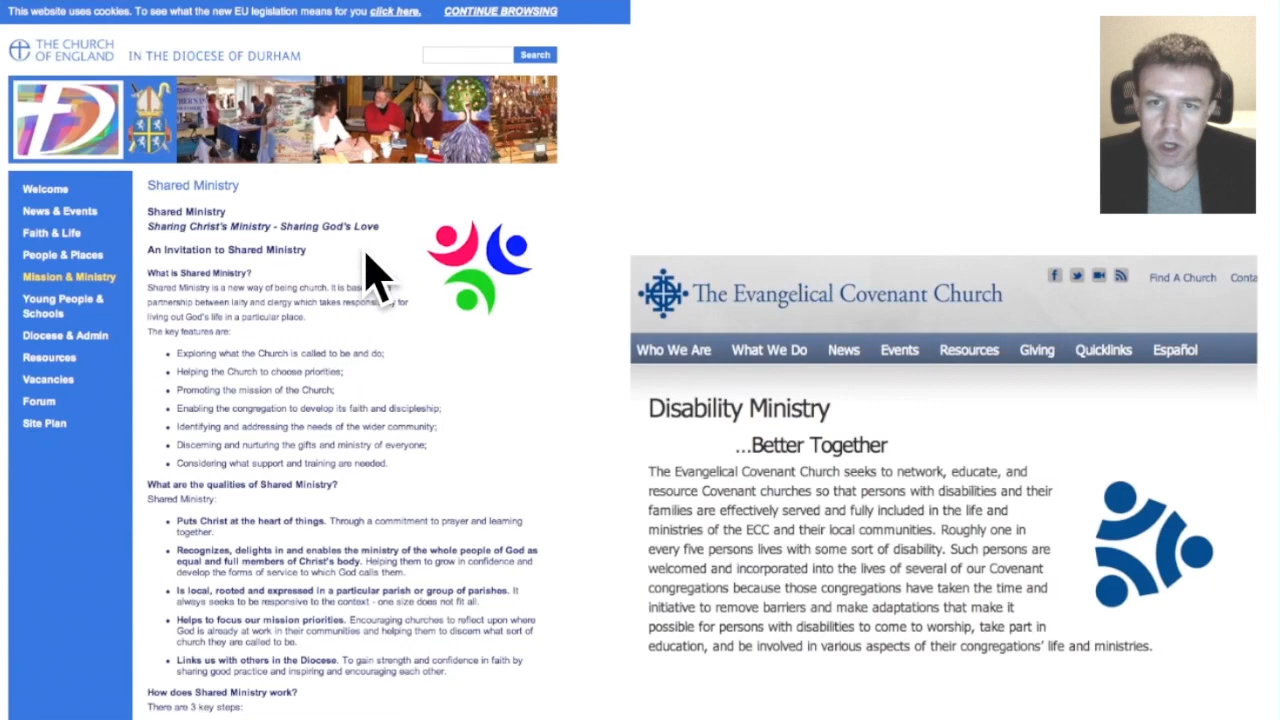 This website uses cookies. To see what the new EU legislation means for you click here. CONTINUE BROWSING
THE CHURCH
OF ENGLAND
IN THE DIOCESE OF DURHAM
Search
Welcome
News & Events
Faith & Life
People & Places
Mission & Ministry
Young People &
Schools
Diocese & Admin
Resources
Vacancies
Forum
Site Plan
Shared Ministry
Shared Ministry
Sharing Christ's Ministry - Sharing God's Love
An Invitation to Shared Ministry
What is Shared Ministry?
Shared Ministry is a new way of being church. It is
partnership between laity and clergy which takes for
living out God's life in a particular place.
The key features are:
• Exploring what the Church is called to be and do;
• Helping the Church to choose priorities;
• Promoting the mission of the Church;
• Enabling the congregation to develop its faith and discipleship;
• Identifying and addressing the needs of the wider community;
• Discerning and nurturing the gifts and ministry of everyone;
• Considering what support and training are needed.
What are the qualities of Shared Ministry?
Shared Ministry:
• Puts Christ at the heart of things. Through a commitment to prayer and learning
together.
• Recognizes, delights in and enables the ministry of the whole people of God as
equal and full members of Christ's body. Helping them to grow in confidence and
develop the forms of service to which God calls them.
• Is local, rooted and expressed in a particular parish or group of parishes. It
always seeks to be responsive to the context - one size does not fit all.
• Helps to focus our mission priorities. Encouraging churches to reflect upon where
God is already at work in their communities and helping them to discern what sort of
church they are called to be.
• Links us with others in the Diocese. To gain strength and confidence in faith by
sharing good practice and inspiring and encouraging each other.
How does Shared Ministry work?
There are 3 key steps:
The Evangelical Covenant Church
Find A Church Conta
Who We Are What We Do News Events Resources Giving Quicklinks Español
Disability Ministry
...Better Together
The Evangelical Covenant Church seeks to network, educate, and
resource Covenant churches so that persons with disabilities and their
families are effectively served and fully included in the life and
ministries of the ECC and their local communities. Roughly one in
every five persons lives with some sort of disability. Such persons are
welcomed and incorporated into the lives of several of our Covenant
congregations because those congregations have taken the time and
initiative to remove barriers and make adaptations that make it
possible for persons with disabilities to come to worship, take part in
education, and be involved in various aspects of their congregations' life and ministries.